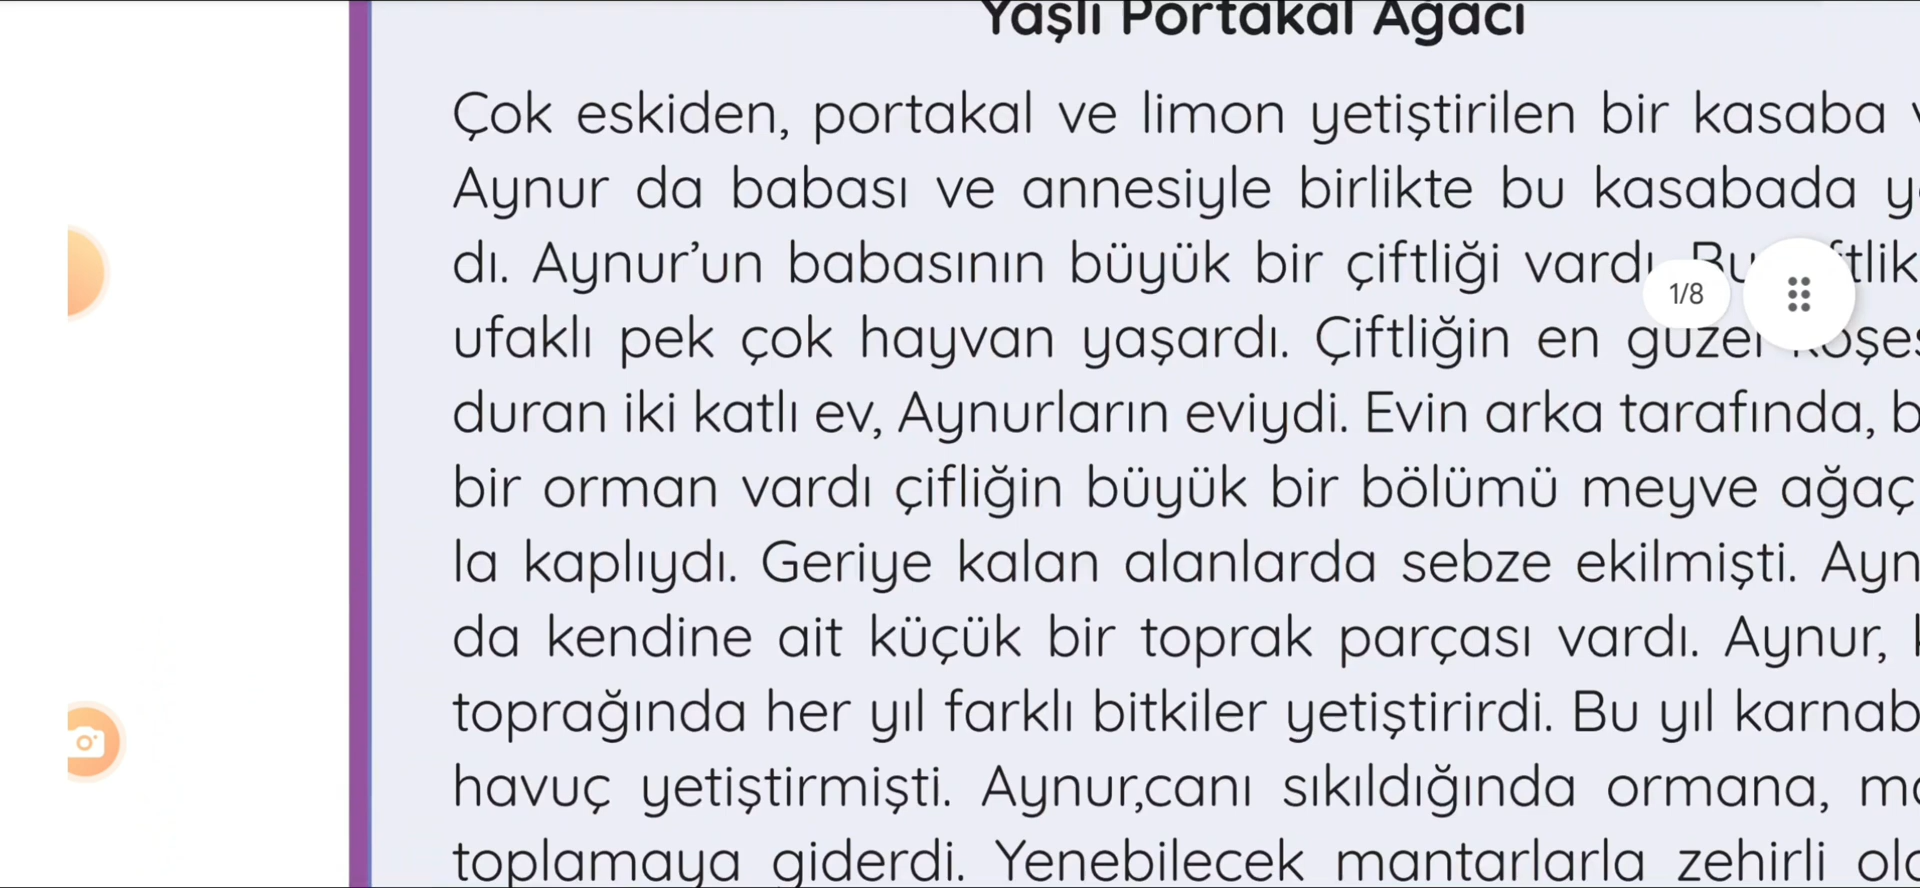 Yaşlı Portakal Ağacı
Çok eskiden, portakal ve limon yetiştirilen bir kasaba
Aynur da babası ve annesiyle birlikte bu kasabada
dı. Aynur’un babasının büyük bir çiftliği vardı. Bu
1/8
ufaklı pek çok hayvan yaşardı. Çiftliğin en güzel
duran iki katlı ev, Aynurların eviydi. Evin arka tarafında,
bir orman vardı çifliğin büyük bir bölümü meyve ağaç
la kaplıydı. Geriye kalan alanlarda sebze ekilmişti.
da kendine ait küçük bir toprak parçası vardı. Aynur,
toprağında her yıl farklı bitkiler yetiştirirdi. Bu yıl
havuç yetiştirmişti. Aynur,canı sıkıldığında ormana,
toplamaya giderdi. Yenebilecek mantarlarla zehirli